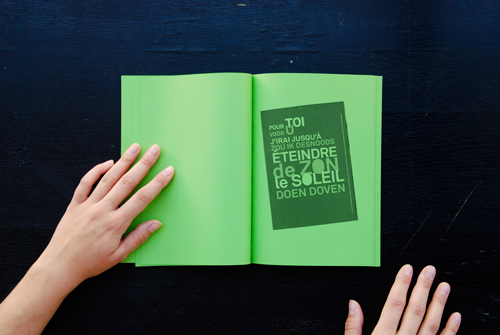 POUR TOI
VOOR U
J'IRAI JUSQU'À
ZOU IK DESNOODS
ÉTEINDRE
de ZON
le SOLEIL
DOEN DOVEN